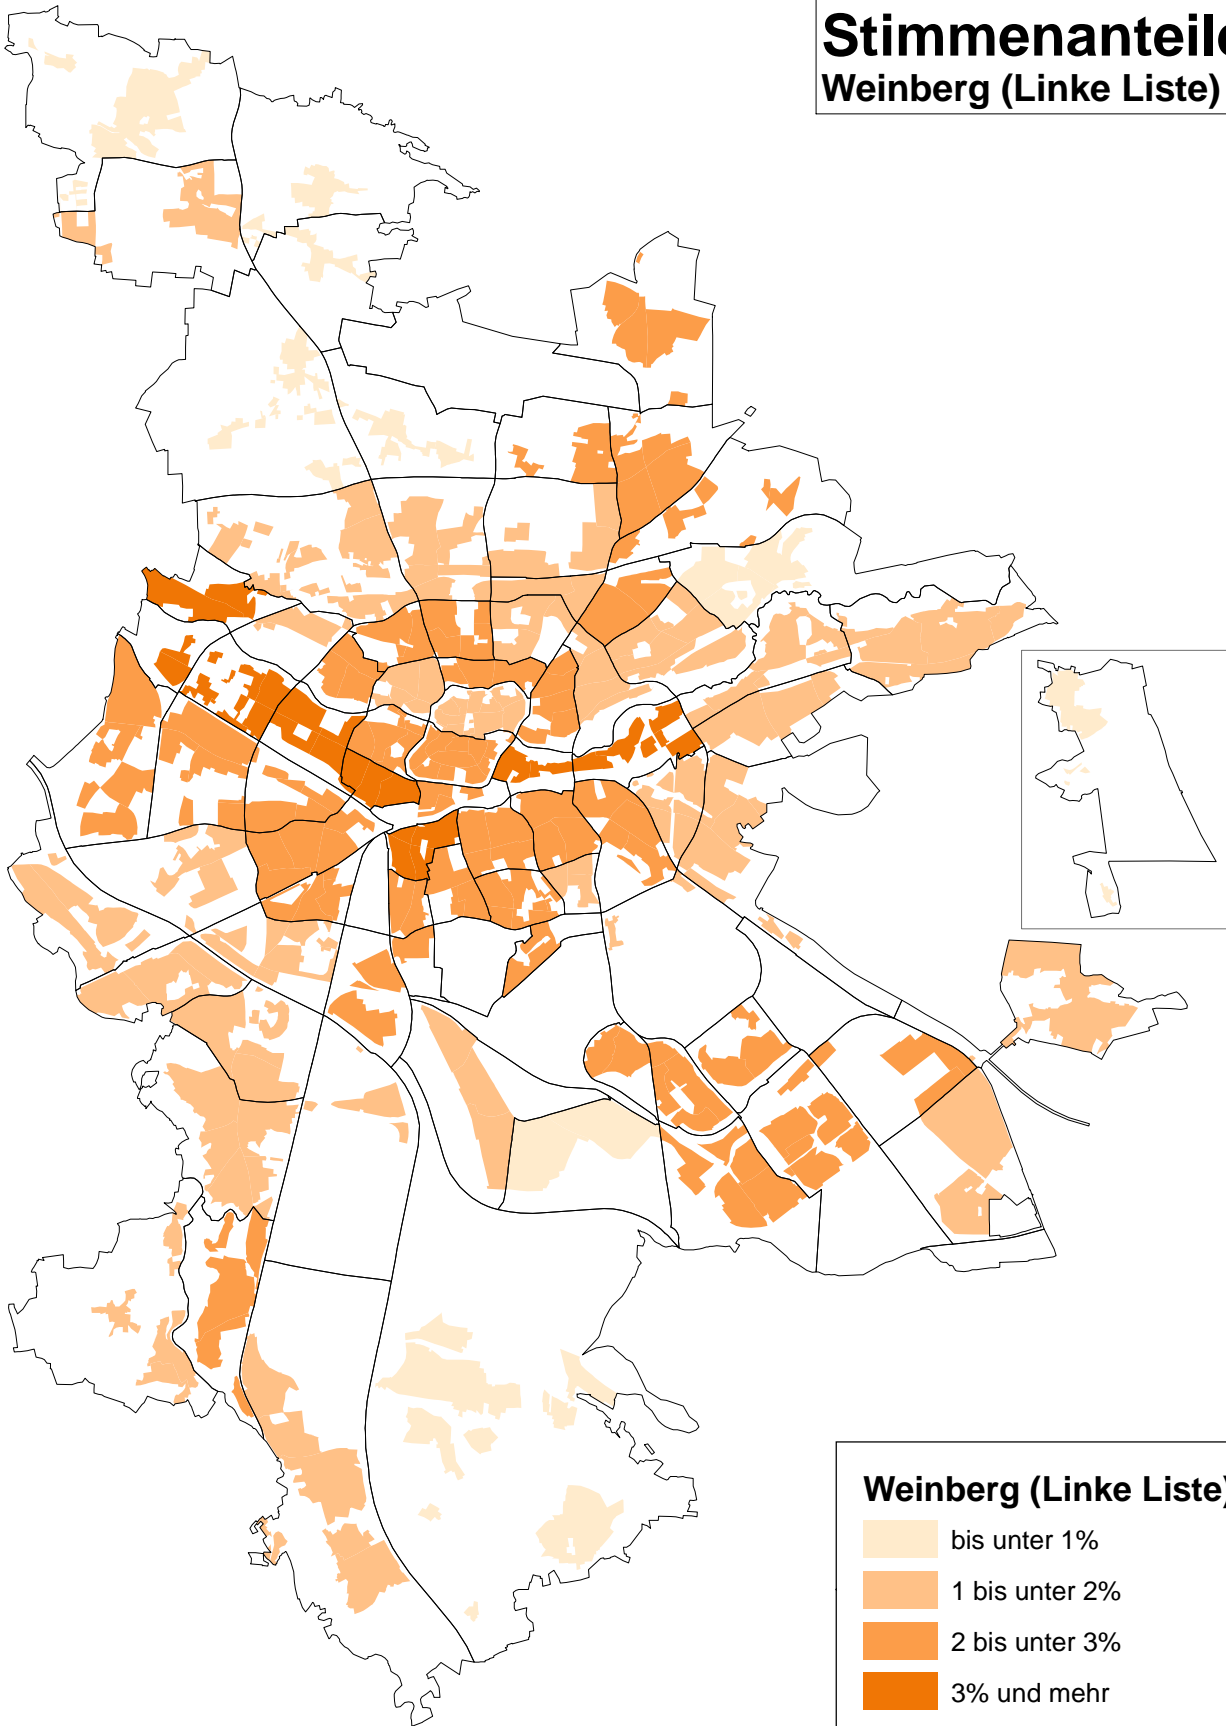 Stimmenanteile
Weinberg (Linke Liste)
Weinberg (Linke Liste)
bis unter 1%
1 bis unter 2%
2 bis unter 3%
3% und mehr